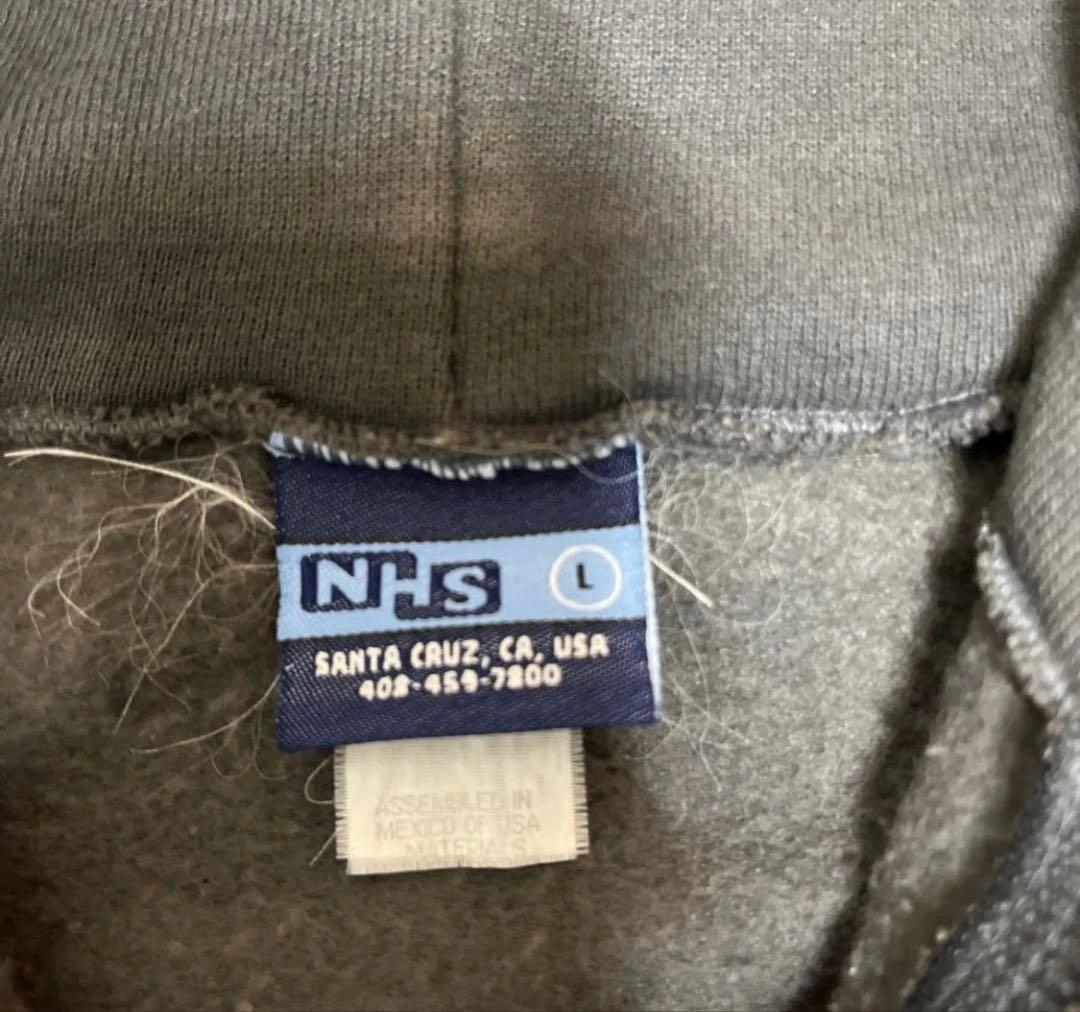 NHS L
SANTA CRUZ, CA, USA
408-459-7800
ASSEMBLED IN
MEXICO OF USA
MATERIALS